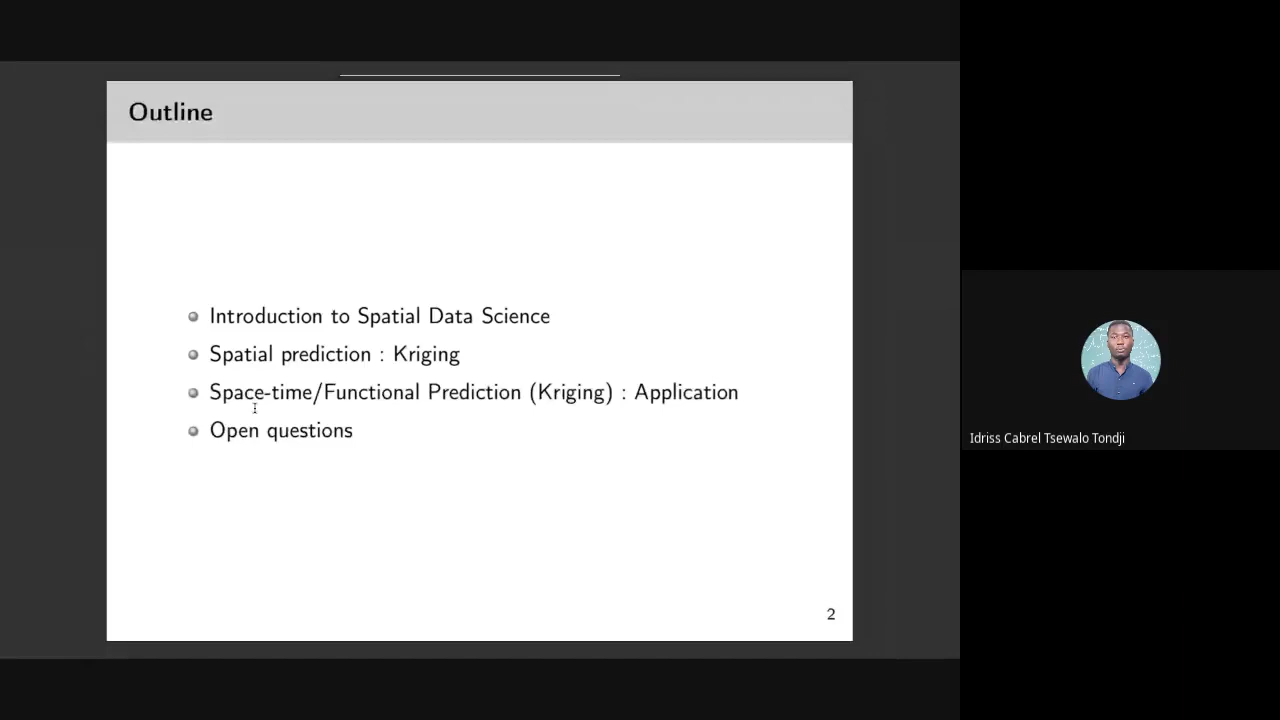 Outline
Introduction to Spatial Data Science
Spatial prediction : Kriging
Space-time/Functional Prediction (Kriging) : Application
Open questions
2
Idriss Cabrel Tsewalo Tondji